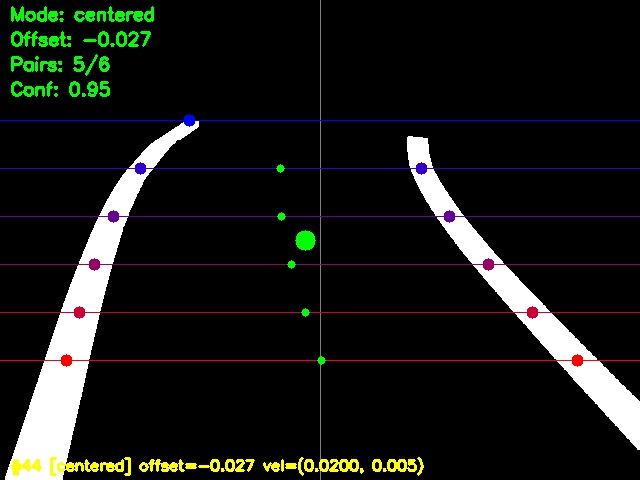 Mode: centered
Offset: -0.027
Pairs: 5/6
Conf: 0.95
44 [centered] offset=-0.027 vel=(0.0200, 0.005)